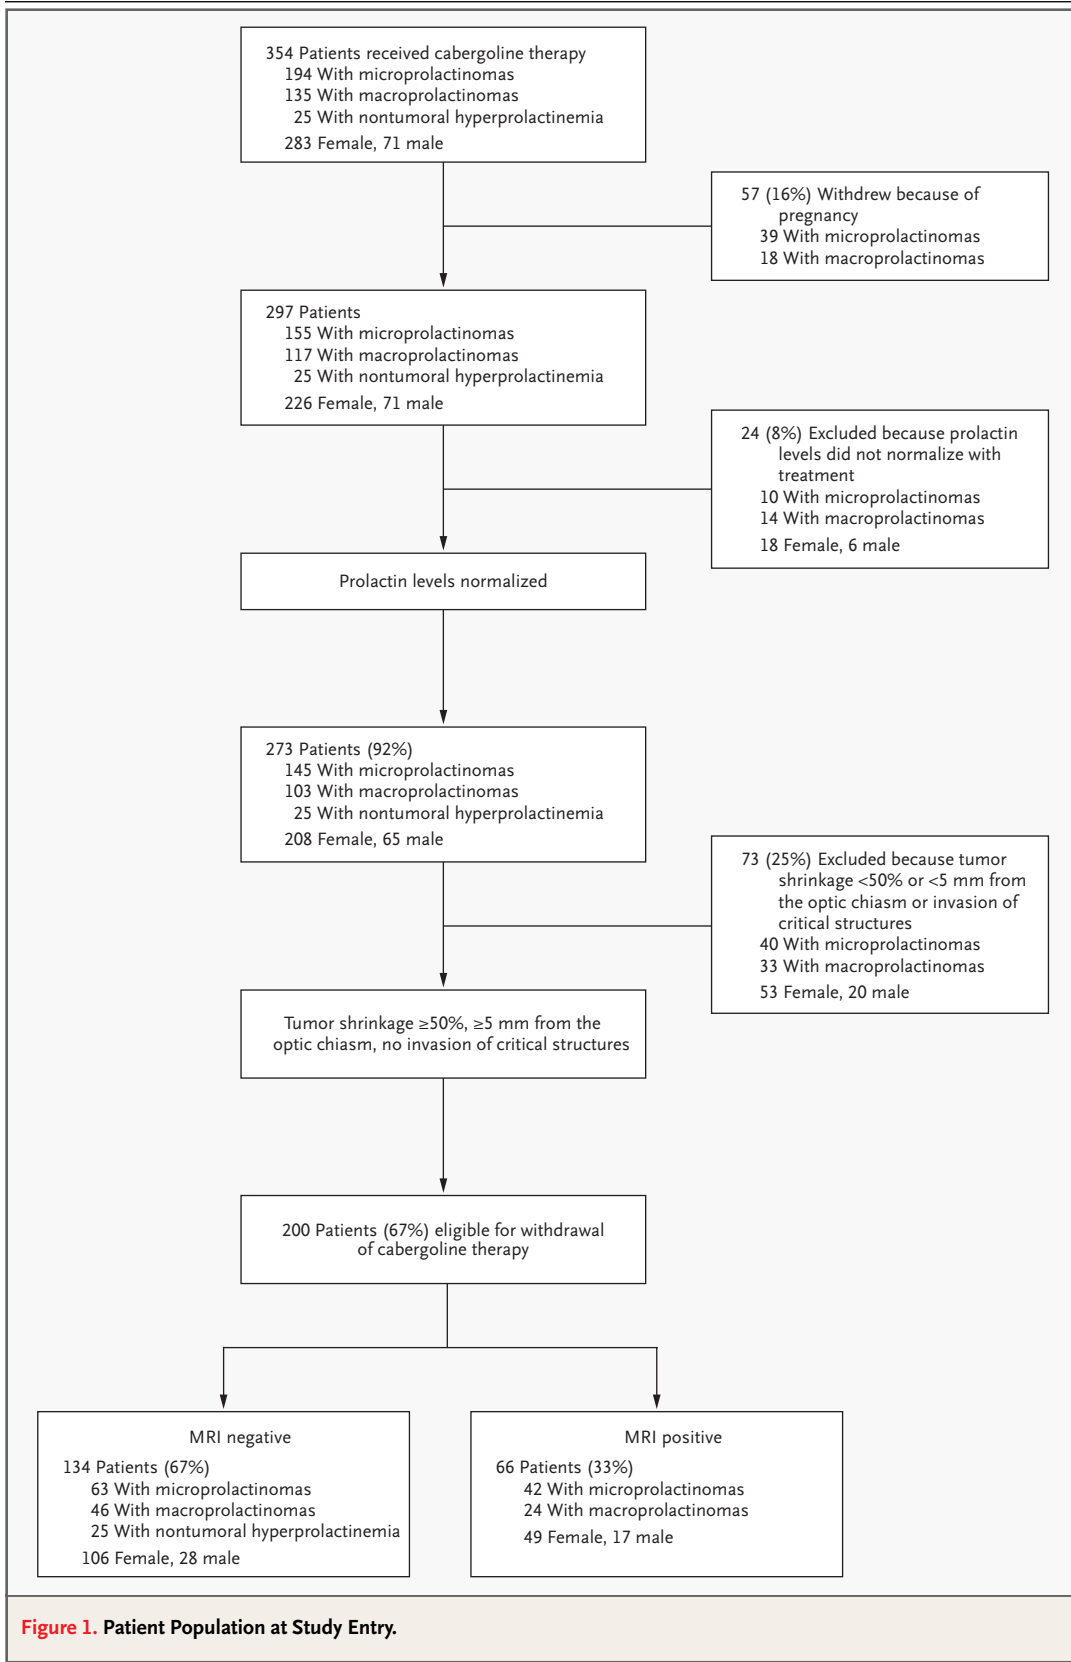 354 Patients received cabergoline therapy
194 With microprolactinomas
135 With macroprolactinomas
25 With nontumoral hyperprolactinemia
283 Female, 71 male
57 (16%) Withdrew because of
pregnancy
39 With microprolactinomas
18 With macroprolactinomas
297 Patients
155 With microprolactinomas
117 With macroprolactinomas
25 With nontumoral hyperprolactinemia
226 Female, 71 male
24 (8%) Excluded because prolactin
levels did not normalize with
treatment
10 With microprolactinomas
14 With macroprolactinomas
18 Female, 6 male
Prolactin levels normalized
273 Patients (92%)
145 With microprolactinomas
103 With macroprolactinomas
25 With nontumoral hyperprolactinemia
208 Female, 65 male
73 (25%) Excluded because tumor
shrinkage <50% or <5 mm from
the optic chiasm or invasion of
critical structures
40 With microprolactinomas
33 With macroprolactinomas
53 Female, 20 male
Tumor shrinkage ≥50%, ≥5 mm from the
optic chiasm, no invasion of critical structures
200 Patients (67%) eligible for withdrawal
of cabergoline therapy
MRI negative
134 Patients (67%)
63 With microprolactinomas
46 With macroprolactinomas
25 With nontumoral hyperprolactinemia
106 Female, 28 male
MRI positive
66 Patients (33%)
42 With microprolactinomas
24 With macroprolactinomas
49 Female, 17 male
Figure 1. Patient Population at Study Entry.